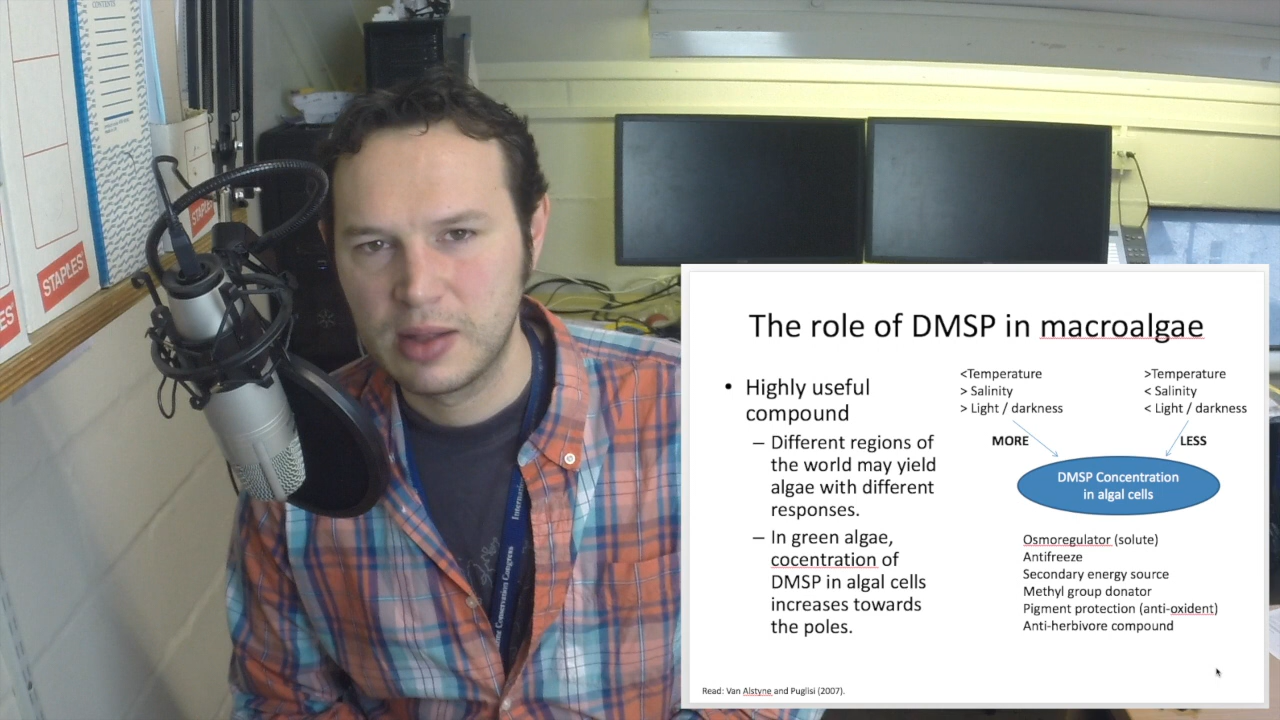 CONTENTS
STAPLES
STAPLES
The role of DMSP in macroalgae
• Highly useful
compound
– Different regions of
the world may yield
algae with different
responses.
– In green algae,
cocentration of
DMSP in algal cells
increases towards
the poles.
<Temperature
> Salinity
> Light / darkness
>Temperature
< Salinity
< Light / darkness
MORE
LESS
DMSP Concentration
in algal cells
Osmoregulator (solute)
Antifreeze
Secondary energy source
Methyl group donator
Pigment protection (anti-oxident)
Anti-herbivore compound
Read: Van Alstyne and Puglisi (2007).
Conservation Congress